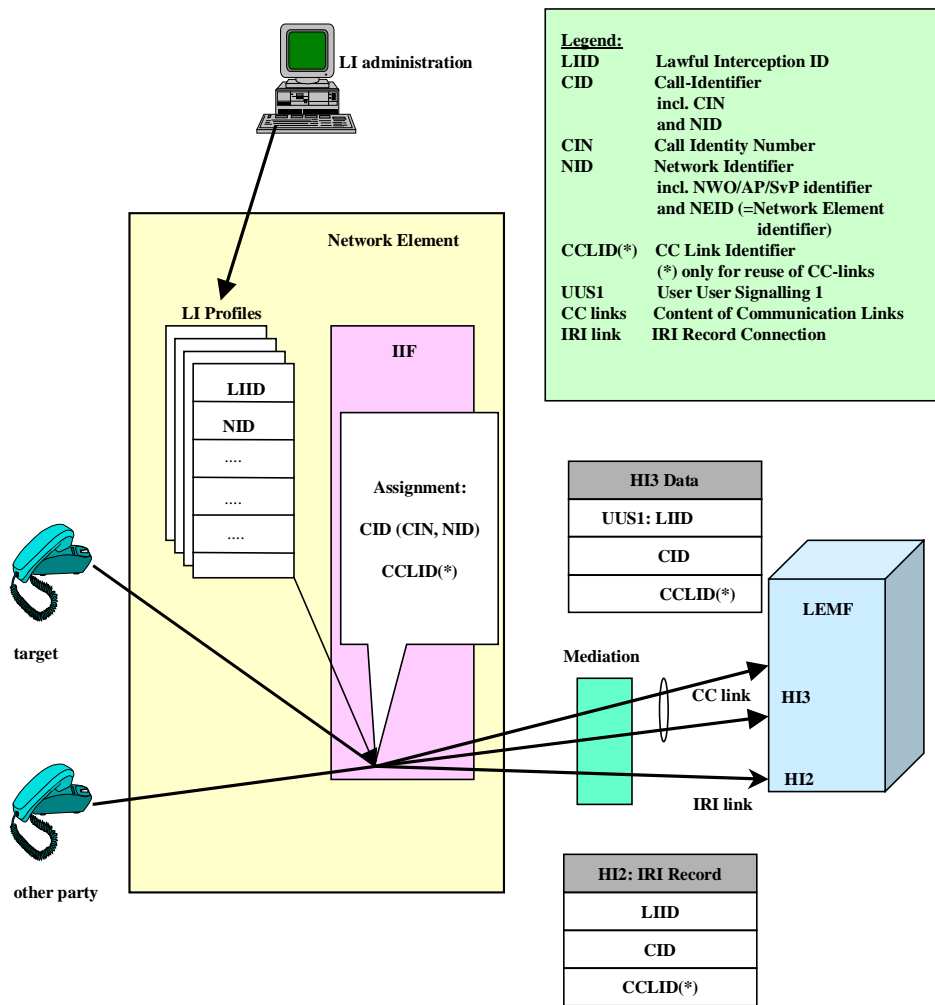 LI administration
Legend:
LIID Lawful Interception ID
CID Call-Identifier
incl. CIN
and NID
CIN Call Identity Number
NID Network Identifier
incl. NWO/AP/SvP identifier
and NEID (=Network Element
identifier)
CCLID(*) CC Link Identifier
(*) only for reuse of CC-links
UUS1 User User Signalling 1
CC links Content of Communication Links
IRI link IRI Record Connection
Network Element
LI Profiles
IIF
LIID
NID
....
....
....
Assignment:
CID (CIN, NID)
CCLID(*)
HI3 Data
UUS1: LIID
CID
CCLID(*)
LEMF
target
Mediation
CC link
HI3
HI2
IRI link
other party
HI2: IRI Record
LIID
CID
CCLID(*)